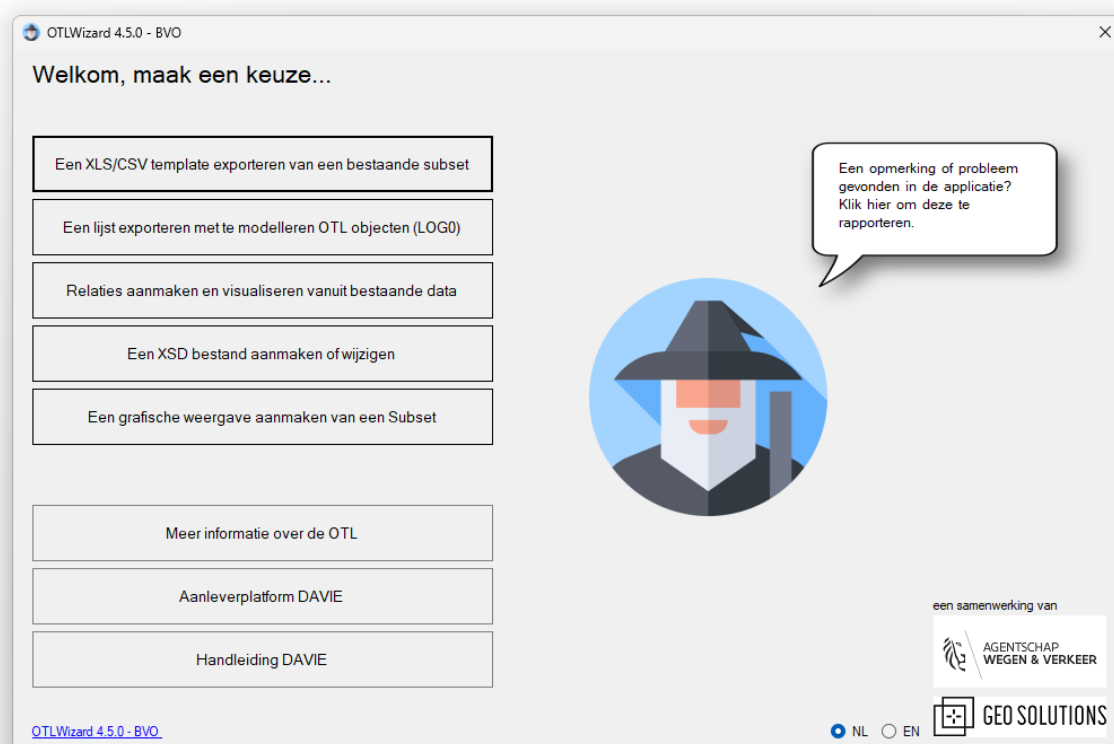 OTLWizard 4.5.0 - BVO
Welkom, maak een keuze...
Een XLS/CSV template exporteren van een bestaande subset
Een lijst exporteren met te modelleren OTL objecten (LOG0)
Relaties aanmaken en visualiseren vanuit bestaande data
Een XSD bestand aanmaken of wijzigen
Een grafische weergave aanmaken van een Subset
Een opmerking of probleem
gevonden in de applicatie?
Klik hier om deze te
rapporteren.
Meer informatie over de OTL
Aanleverplatform DAVIE
Handleiding DAVIE
een samenwerking van
AGENTSCHAP
WEGEN & VERKEER
GEO SOLUTIONS
OTLWizard 4.5.0 - BVO
NL EN